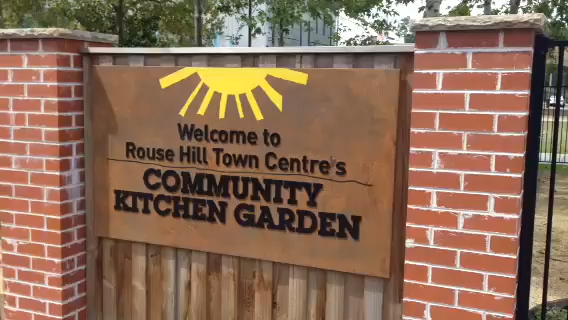 Welcome to
Rouse Hill Town Centre's
COMMUNITY
KITCHEN GARDEN